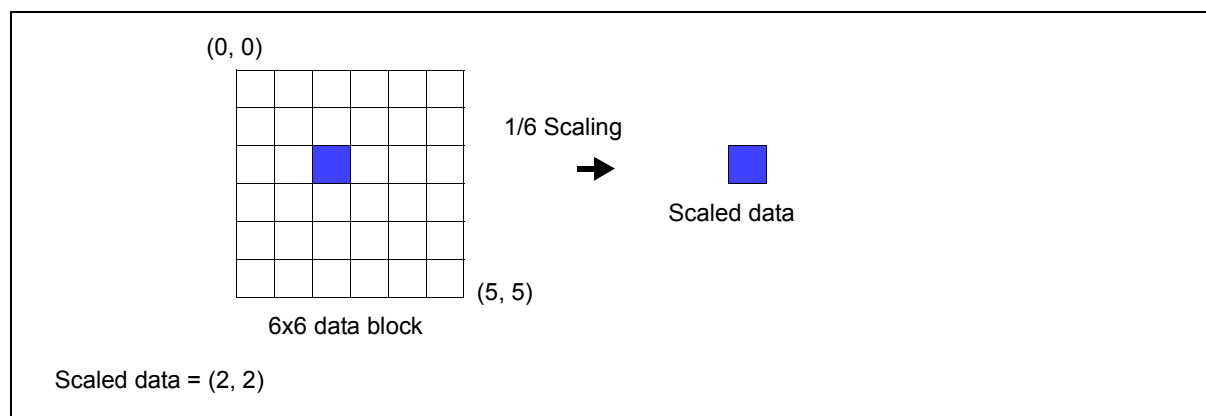 (0, 0)
1/6 Scaling
Scaled data
(5, 5)
6x6 data block
Scaled data = (2, 2)